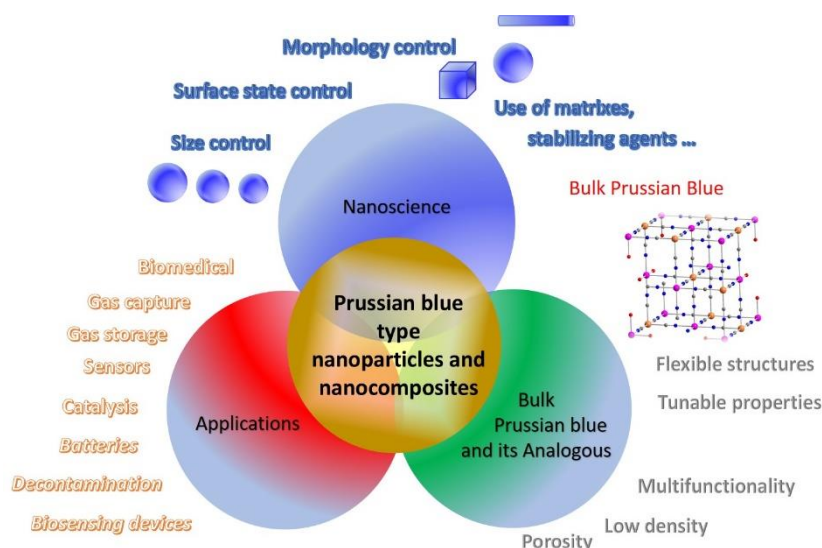 Morphology control
Surface state control
Use of matrixes,
stabilizing agents ...
Size control
Bulk Prussian Blue
Nanoscience
Biomedical
Gas capture
Gas storage
Sensors
Catalysis
Batteries
Decontamination
Biosensing devices
Prussian blue
type
nanoparticles and
nanocomposites
Applications
Bulk
Prussian blue
and its Analogous
Flexible structures
Tunable properties
Multifunctionality
Low density
Porosity